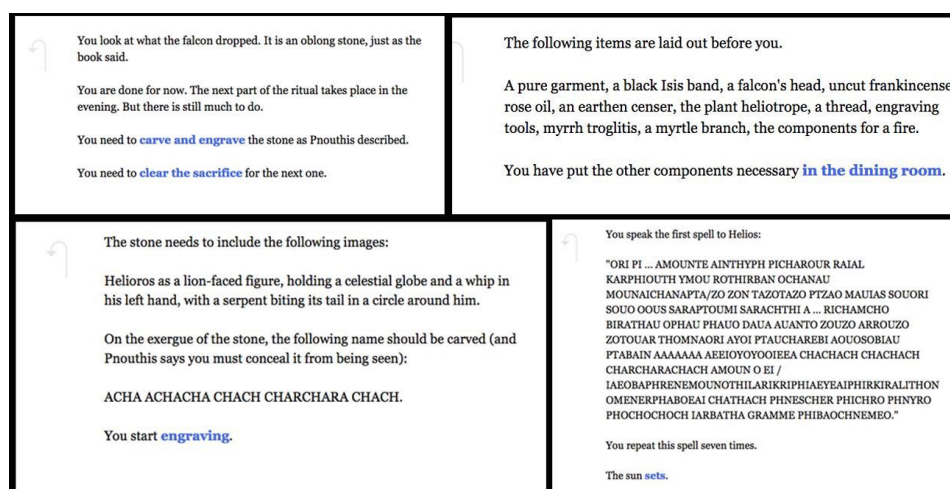 You look at what the falcon dropped. It is an oblong stone, just as the
book said.
You are done for now. The next part of the ritual takes place in the
evening. But there is still much to do.
You need to carve and engrave the stone as Pnouthis described.
You need to clear the sacrifice for the next one.
The following items are laid out before you.
A pure garment, a black Isis band, a falcon's head, uncut frankincense
rose oil, an earthen censer, the plant heliotrope, a thread, engraving
tools, myrrh troglitis, a myrtle branch, the components for a fire.
You have put the other components necessary in the dining room.
The stone needs to include the following images:
Helioros as a lion-faced figure, holding a celestial globe and a whip in
his left hand, with a serpent biting its tail in a circle around him.
On the exergue of the stone, the following name should be carved (and
Pnouthis says you must conceal it from being seen):
ACHA ACHACHA CHACH CHARCHARA CHACH.
You start engraving.
You speak the first spell to Helios:
"ORI PI ... AMOUNTE AINTHYPH PICHAROUR RAIAL
KARPHIOUTH YMOU ROTHIRBAN OCHANAU
MOUNAICHANAPTA/ZO ZON TAZOTAZO PTZAO MAUIAS SOUORI
SOUO OOUS SARAPTOUMI SARACHTHI A ... RICHAMCHO
BIRATHAU OPHAU PHAUO DAUA AUANTO ZOUZO ARROUZO
ZOTOUAR THOMNAORI AYOI PTAUCHAREBI AOUOSOBIAU
PTABAIN AAAAAAA AEEIOYOYOOIEEA CHACHACH CHACHACH
CHARCHARACHACH AMOUN O EI /
IAEOBAPHRENEMOUNOTHILARIKRIPHIAEYEAIPHIRKIRALITHON
OMENERPHABOEAI CHATHACH PHNESCHER PHICHRO PHNYRO
PHOCHOCHOCH IARBATHA GRAMME PHIBAOCHNEMEO."
You repeat this spell seven times.
The sun sets.